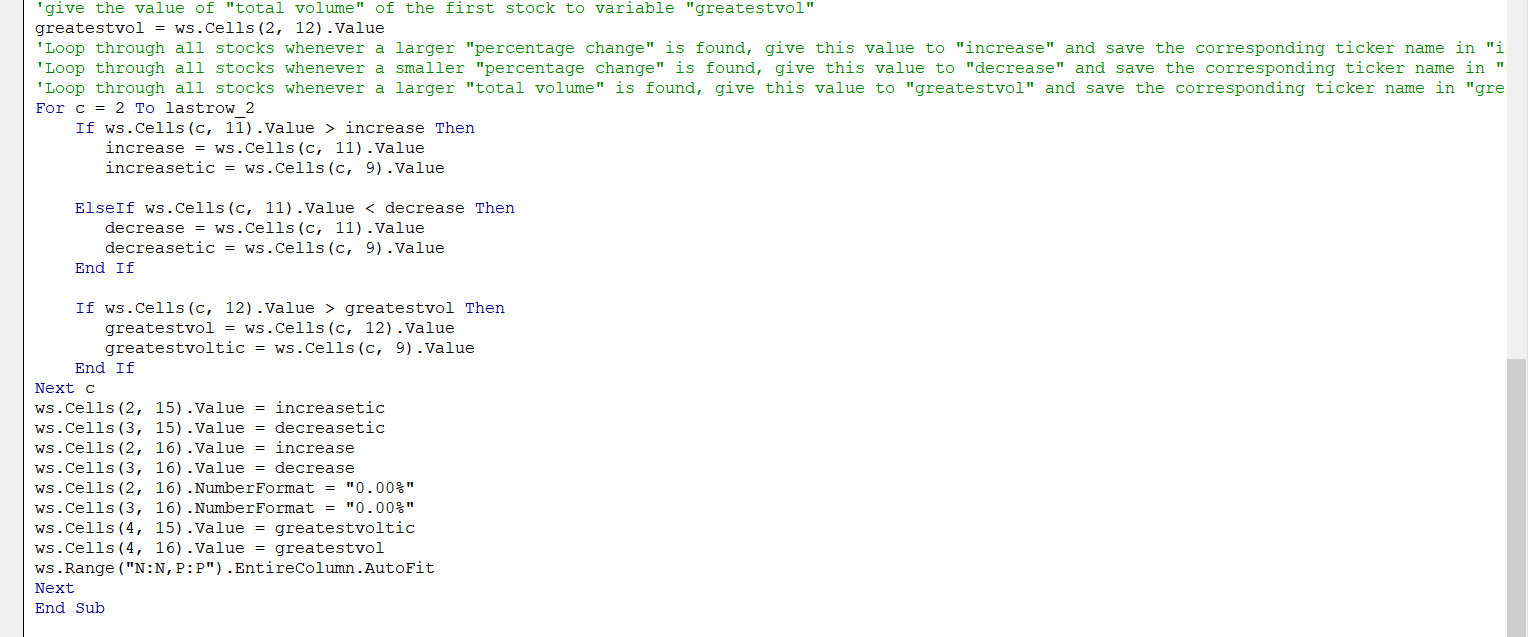 'give the value of "total volume" of the first stock to variable "greatestvol"
greatestvol = ws.Cells(2, 12).Value
'Loop through all stocks whenever a larger "percentage change" is found, give this value to "increase" and save the corresponding ticker name in "i
'Loop through all stocks whenever a smaller "percentage change" is found, give this value to "decrease" and save the corresponding ticker name in "
'Loop through all stocks whenever a larger "total volume" is found, give this value to "greatestvol" and save the corresponding ticker name in "gre
For c = 2 To lastrow_2
    If ws.Cells(c, 11).Value > increase Then
       increase = ws.Cells(c, 11).Value
       increasetic = ws.Cells(c, 9).Value
    ElseIf ws.Cells(c, 11).Value < decrease Then
       decrease = ws.Cells(c, 11).Value
       decreasetic = ws.Cells(c, 9).Value
    End If
    If ws.Cells(c, 12).Value > greatestvol Then
       greatestvol = ws.Cells(c, 12).Value
       greatestvoltic = ws.Cells(c, 9).Value
    End If
Next c
ws.Cells(2, 15).Value = increasetic
ws.Cells(3, 15).Value = decreasetic
ws.Cells(2, 16).Value = increase
ws.Cells(3, 16).Value = decrease
ws.Cells(2, 16).NumberFormat = "0.00%"
ws.Cells(3, 16).NumberFormat = "0.00%"
ws.Cells(4, 15).Value = greatestvoltic
ws.Cells(4, 16).Value = greatestvol
ws.Range("N:N,P:P").EntireColumn.AutoFit
Next
End Sub